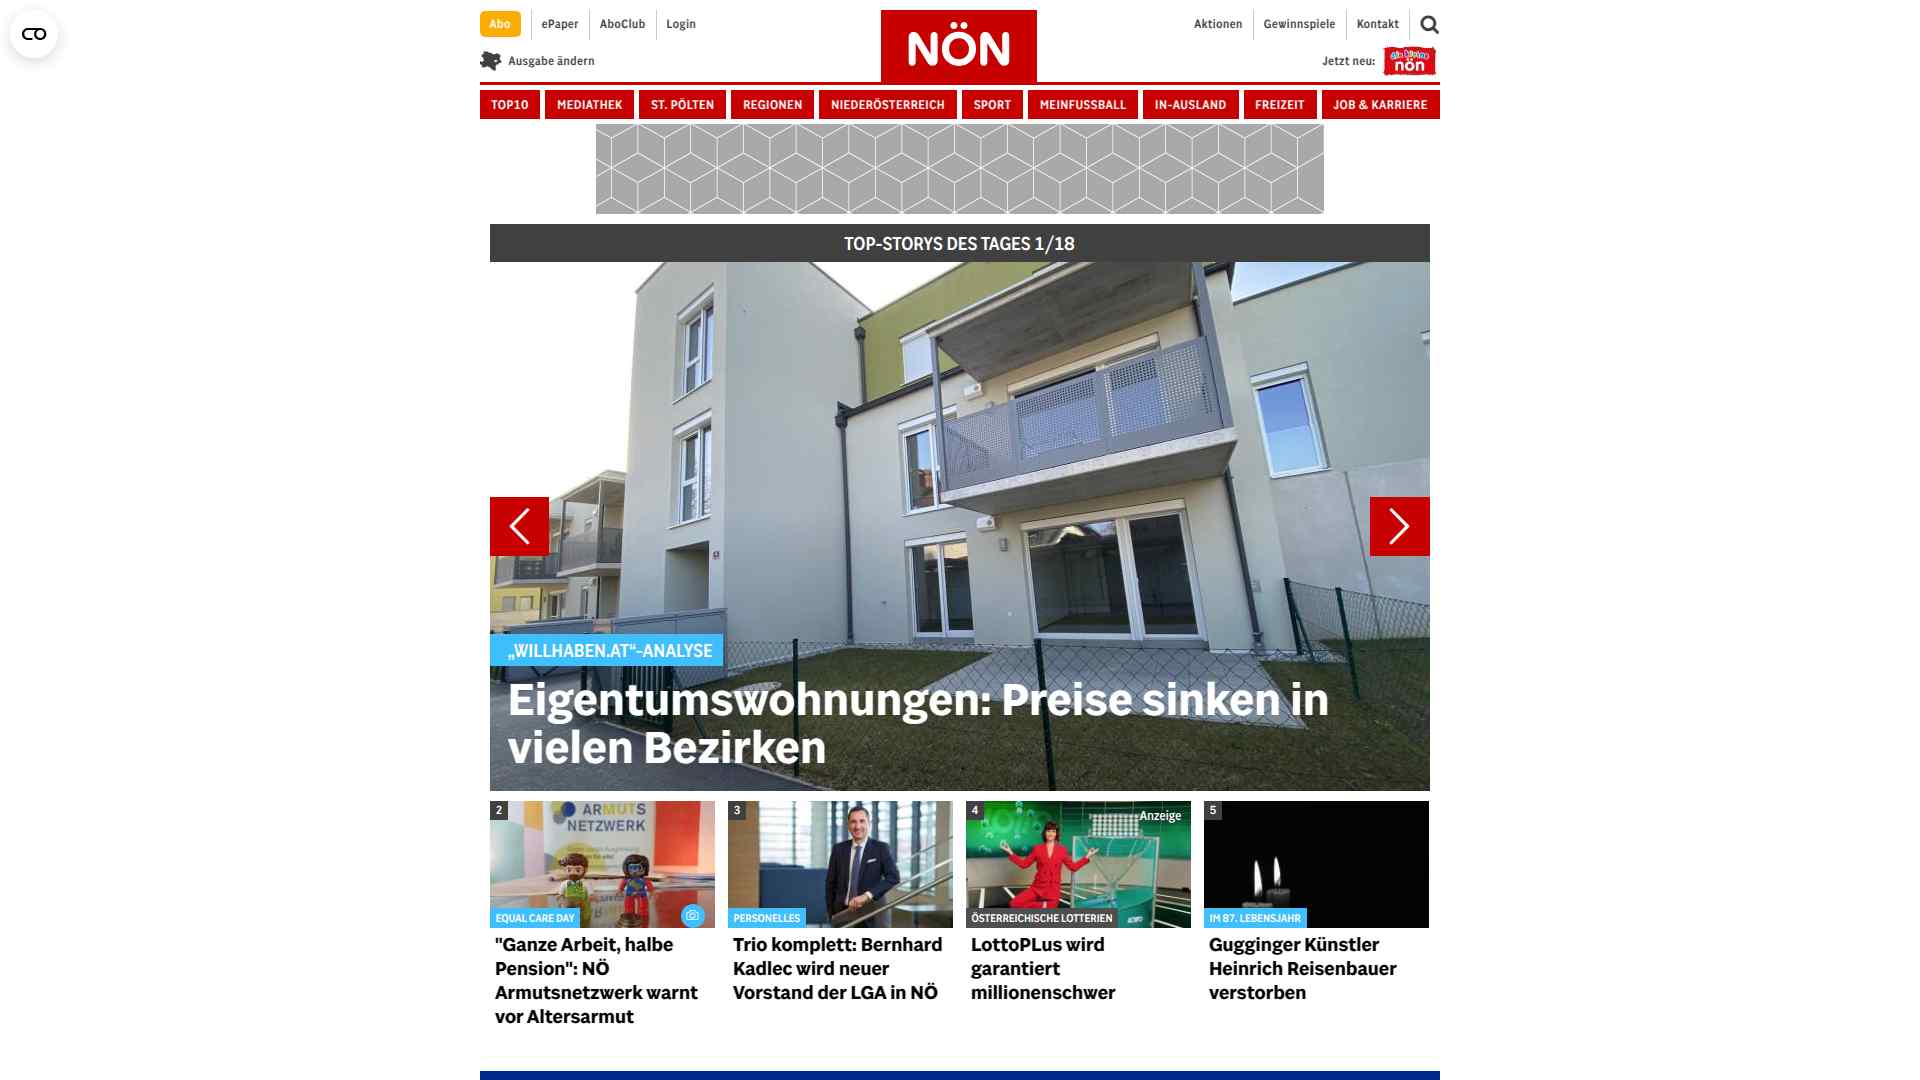 Abo
ePaper
AboClub
Login
NÖN
Aktionen
Gewinnspiele
Kontakt
Ausgabe ändern
Jetzt neu:
die kleine
nön
TOP10
MEDIATHEK
ST. PÖLTEN
REGIONEN
NIEDERÖSTERREICH
SPORT
MEINFUSSBALL
IN-AUSLAND
FREIZEIT
JOB & KARRIERE
TOP-STORYS DES TAGES 1/18
„WILLHABEN.AT“-ANALYSE
Eigentumswohnungen: Preise sinken in
vielen Bezirken
2
ARMUTS
NETZWERK
EQUAL CARE DAY
"Ganze Arbeit, halbe
Pension": NÖ
Armutsnetzwerk warnt
vor Altersarmut
3
PERSONELLES
Trio komplett: Bernhard
Kadlec wird neuer
Vorstand der LGA in NÖ
4
Anzeige
ÖSTERREICHISCHE LOTTERIEN
LottoPLus wird
garantiert
millionenschwer
5
IM 87. LEBENSJAHR
Gugginger Künstler
Heinrich Reisenbauer
verstorben